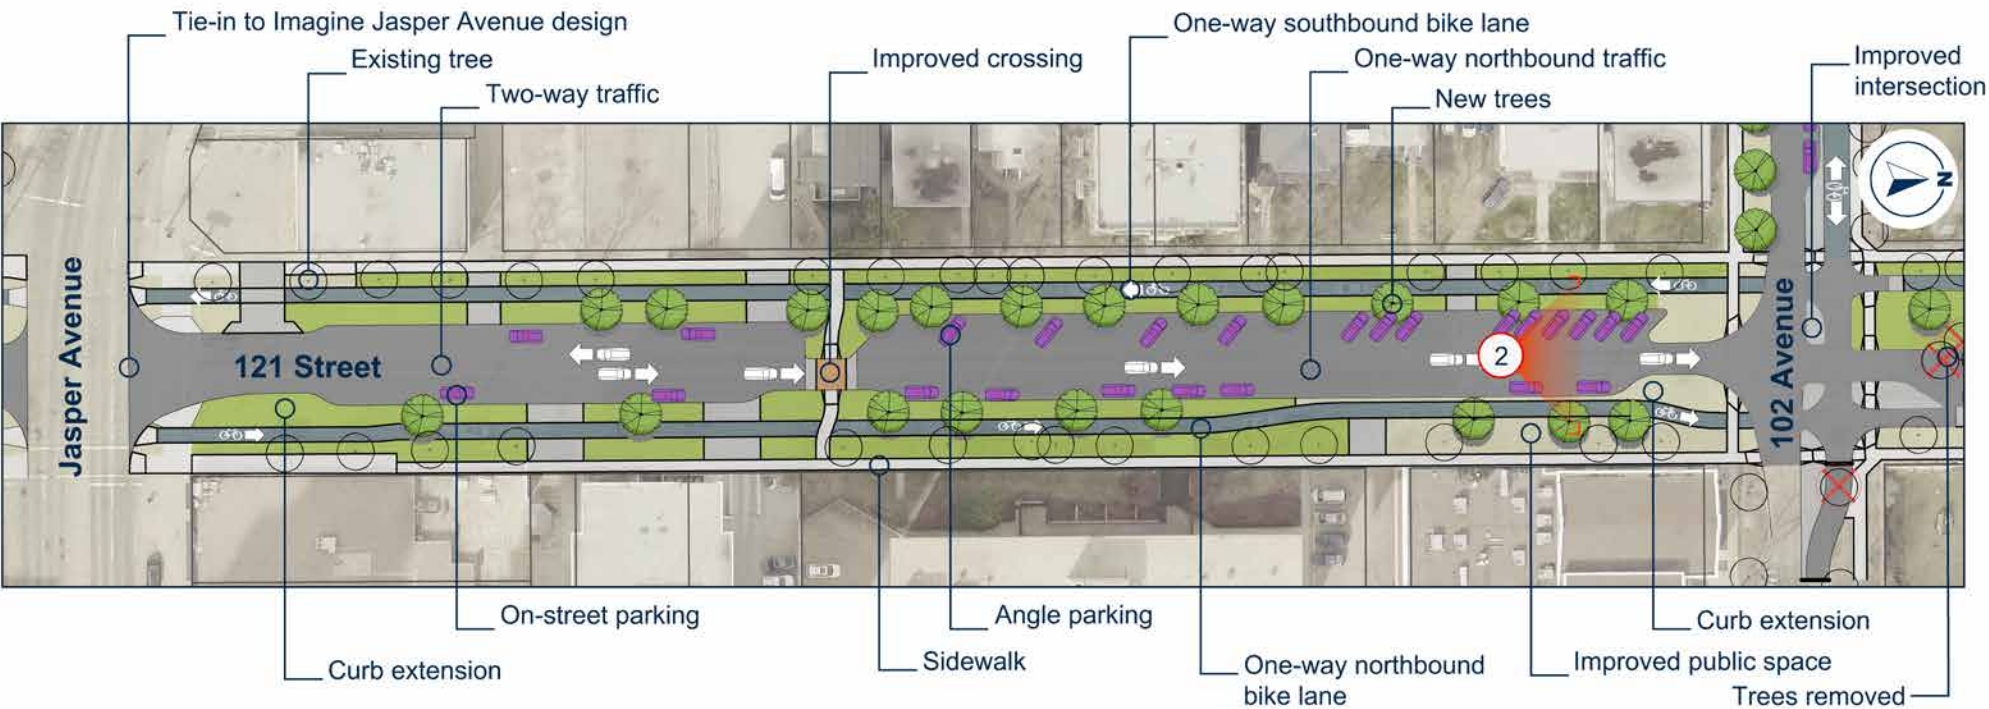 Tie-in to Imagine Jasper Avenue design
One-way southbound bike lane
Existing tree
Improved crossing
One-way northbound traffic
Improved
intersection
Two-way traffic
New trees
N
Jasper Avenue
121 Street
2
102 Avenue
On-street parking
Angle parking
Curb extension
Curb extension
Sidewalk
One-way northbound
bike lane
Improved public space
Trees removed